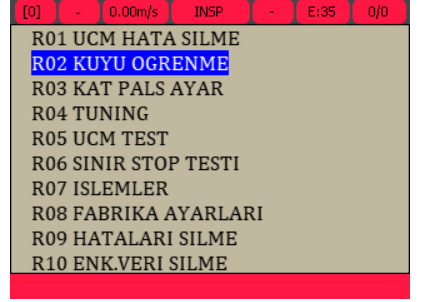 [0] - 0.00m/s INSP - E:35 0/0
R01 UCM HATA SILME
R02 KUYU OGRENME
R03 KAT PALS AYAR
R04 TUNING
R05 UCM TEST
R06 SINIR STOP TESTI
R07 ISLEMLER
R08 FABRIKA AYARLARI
R09 HATALARI SILME
R10 ENK.VERI SILME